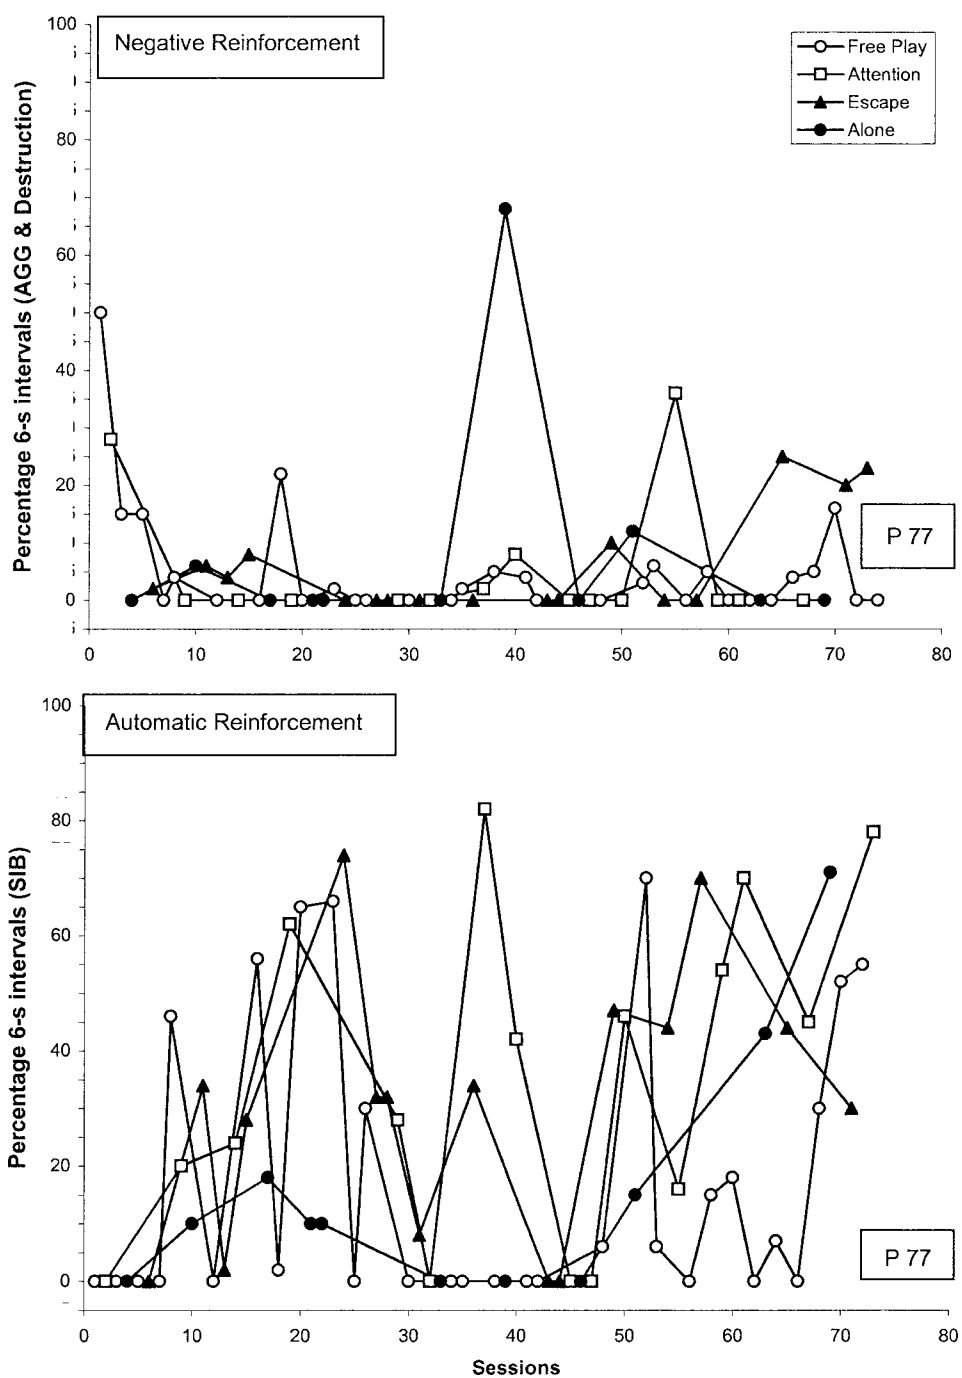 Negative Reinforcement
Free Play
Attention
Escape
Alone
Percentage 6-s intervals (AGG & Destruction)
100
80
60
40
20
0
P 77
0 10 20 30 40 50 60 70 80
Automatic Reinforcement
Percentage 6-s intervals (SIB)
100
80
60
40
20
0
P 77
0 10 20 30 40 50 60 70 80
Sessions